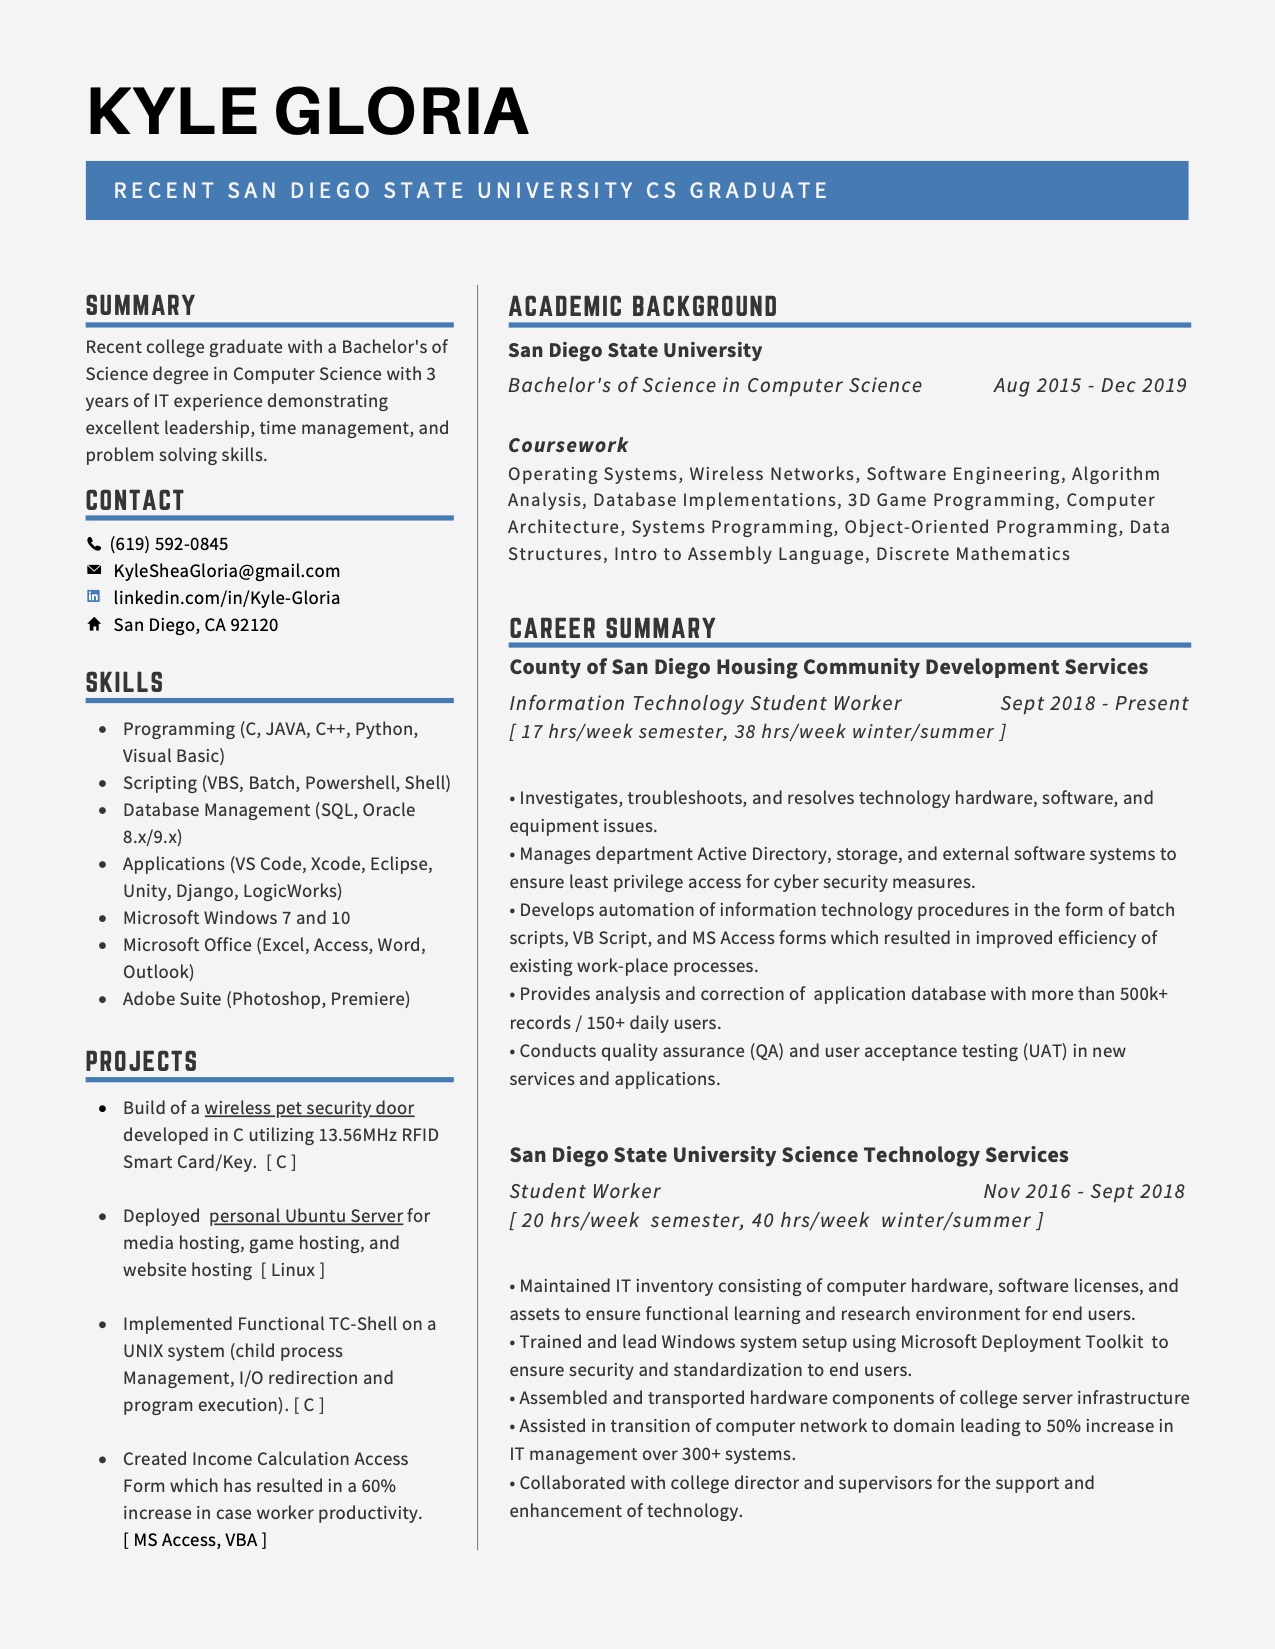 KYLE GLORIA
RECENT SAN DIEGO STATE UNIVERSITY CS GRADUATE
SUMMARY
Recent college graduate with a Bachelor's of
Science degree in Computer Science with 3
years of IT experience demonstrating
excellent leadership, time management, and
problem solving skills.
CONTACT
(619) 592-0845
KyleSheaGloria@gmail.com
linkedin.com/in/Kyle-Gloria
San Diego, CA 92120
SKILLS
• Programming (C, JAVA, C++, Python,
Visual Basic)
• Scripting (VBS, Batch, Powershell, Shell)
• Database Management (SQL, Oracle
8.x/9.x)
• Applications (VS Code, Xcode, Eclipse,
Unity, Django, LogicWorks)
• Microsoft Windows 7 and 10
• Microsoft Office (Excel, Access, Word,
Outlook)
• Adobe Suite (Photoshop, Premiere)
PROJECTS
• Build of a wireless pet security door
developed in C utilizing 13.56MHz RFID
Smart Card/Key. [ C ]
• Deployed personal Ubuntu Server for
media hosting, game hosting, and
website hosting [ Linux ]
• Implemented Functional TC-Shell on a
UNIX system (child process
Management, I/O redirection and
program execution). [ C ]
• Created Income Calculation Access
Form which has resulted in a 60%
increase in case worker productivity.
[ MS Access, VBA ]
ACADEMIC BACKGROUND
San Diego State University
Bachelor's of Science in Computer Science Aug 2015 - Dec 2019
Coursework
Operating Systems, Wireless Networks, Software Engineering, Algorithm
Analysis, Database Implementations, 3D Game Programming, Computer
Architecture, Systems Programming, Object-Oriented Programming, Data
Structures, Intro to Assembly Language, Discrete Mathematics
CAREER SUMMARY
County of San Diego Housing Community Development Services
Information Technology Student Worker Sept 2018 - Present
[ 17 hrs/week semester, 38 hrs/week winter/summer ]
• Investigates, troubleshoots, and resolves technology hardware, software, and
equipment issues.
• Manages department Active Directory, storage, and external software systems to
ensure least privilege access for cyber security measures.
• Develops automation of information technology procedures in the form of batch
scripts, VB Script, and MS Access forms which resulted in improved efficiency of
existing work-place processes.
• Provides analysis and correction of application database with more than 500k+
records / 150+ daily users.
• Conducts quality assurance (QA) and user acceptance testing (UAT) in new
services and applications.
San Diego State University Science Technology Services
Student Worker Nov 2016 - Sept 2018
[ 20 hrs/week semester, 40 hrs/week winter/summer ]
• Maintained IT inventory consisting of computer hardware, software licenses, and
assets to ensure functional learning and research environment for end users.
• Trained and lead Windows system setup using Microsoft Deployment Toolkit to
ensure security and standardization to end users.
• Assembled and transported hardware components of college server infrastructure
• Assisted in transition of computer network to domain leading to 50% increase in
IT management over 300+ systems.
• Collaborated with college director and supervisors for the support and
enhancement of technology.